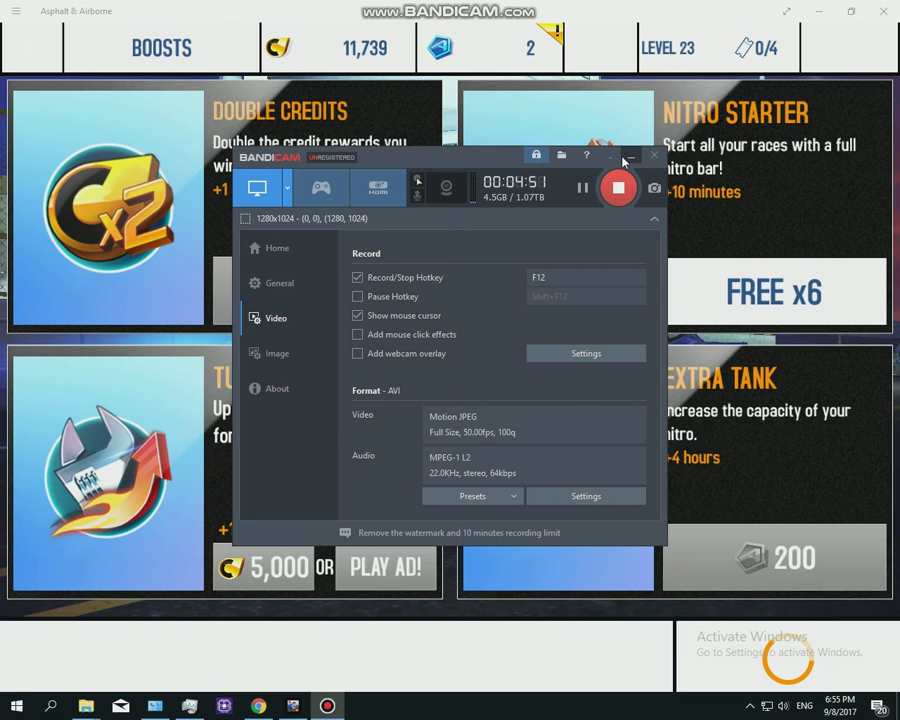 Asphalt 8: Airborne
www.BANDICAM.com
BOOSTS
11,739
2
LEVEL 23
0/4
DOUBLE CREDITS
Double the credit rewards you
NITRO STARTER
Start all your races with a full
nitro bar!
+10 minutes
FREE x6
BANDICAM
UNREGISTERED
HDMI
00:04:51
4.5GB / 1.07TB
1280x1024 - (0, 0), (1280, 1024)
Home
General
Video
Image
About
Record
Record/Stop Hotkey
F12
Pause Hotkey
Shift+F12
Show mouse cursor
Add mouse click effects
Add webcam overlay
Settings
Format - AVI
Video
Motion JPEG
Full Size, 50.00fps, 100q
Audio
MPEG-1 L2
22.0KHz, stereo, 64kbps
Presets
Settings
Remove the watermark and 10 minutes recording limit
x2
5,000 OR
PLAY AD!
EXTRA TANK
Increase the capacity of your
nitro.
+4 hours
200
Activate Windows
Go to Settings to activate Windows.
ENG
6:55 PM
9/8/2017
20